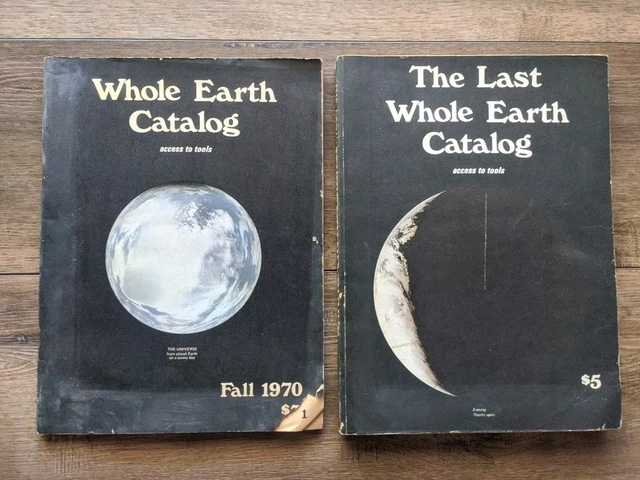 Whole Earth
Catalog
access to tools
THE UNIVERSE
from planet Earth
on a sunny day
Fall 1970
1
The Last
Whole Earth
Catalog
access to tools
$5
Evening.
Thanks again.